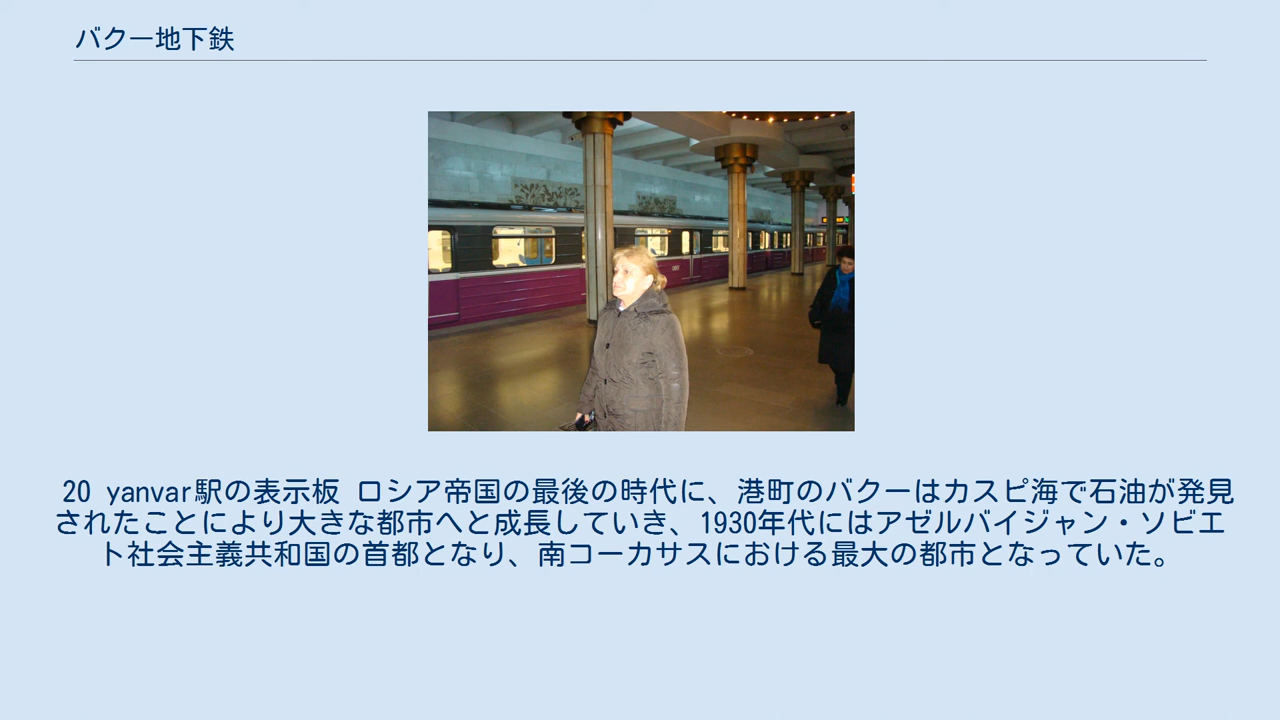 バクー地下鉄
20 yanvar駅の表示板 ロシア帝国の最後の時代に、港町のバクーはカスピ海で石油が発見
されたことにより大きな都市へと成長していき、1930年代にはアゼルバイジャン・ソビエ
ト社会主義共和国の首都となり、南コーカサスにおける最大の都市となっていた。